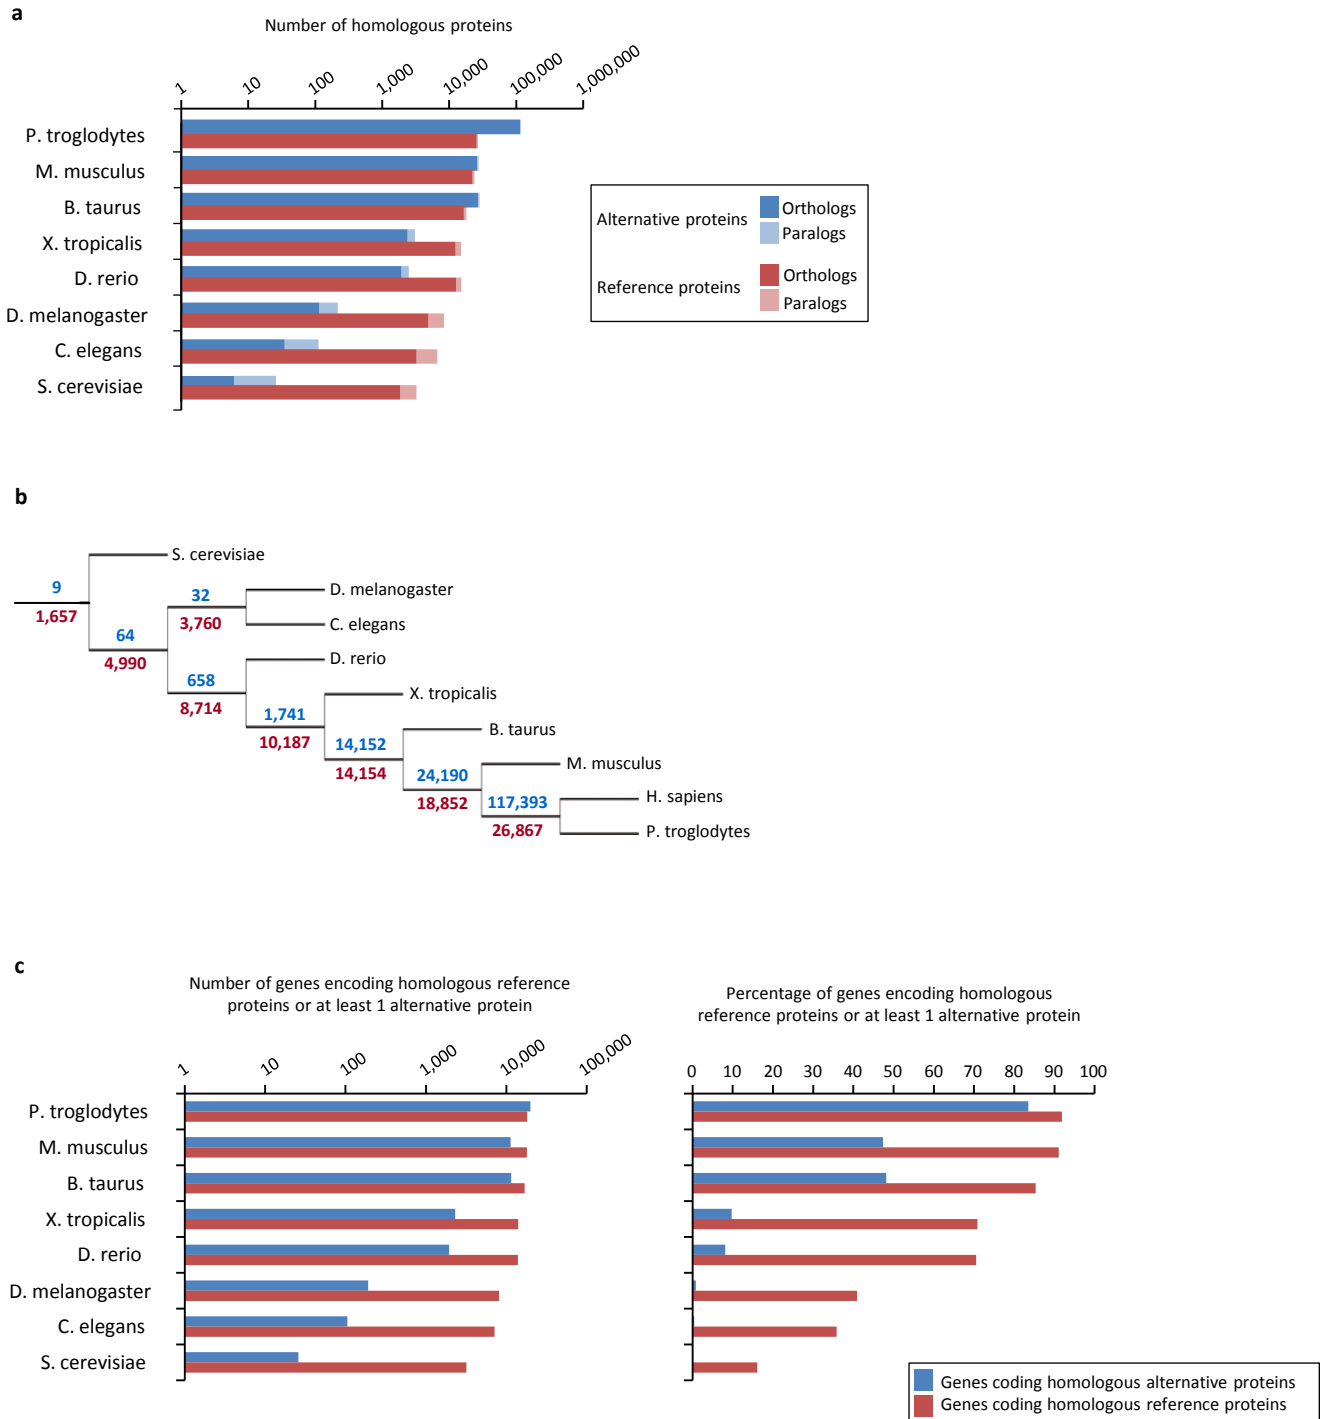 a
Number of homologous proteins
1 10 100 1,000 10,000 100,000 1,000,000
P. troglodytes
M. musculus
B. taurus
X. tropicalis
D. rerio
D. melanogaster
C. elegans
S. cerevisiae
Alternative proteins
Orthologs
Paralogs
Reference proteins
Orthologs
Paralogs
b
S. cerevisiae
9
1,657
32
3,760
D. melanogaster
C. elegans
64
4,990
D. rerio
658
8,714
X. tropicalis
1,741
10,187
B. taurus
14,152
14,154
M. musculus
24,190
18,852
H. sapiens
117,393
26,867
P. troglodytes
c
Number of genes encoding homologous reference
proteins or at least 1 alternative protein
1 10 100 1,000 10,000 100,000
P. troglodytes
M. musculus
B. taurus
X. tropicalis
D. rerio
D. melanogaster
C. elegans
S. cerevisiae
Percentage of genes encoding homologous
reference proteins or at least 1 alternative protein
0 10 20 30 40 50 60 70 80 90 100
Genes coding homologous alternative proteins
Genes coding homologous reference proteins